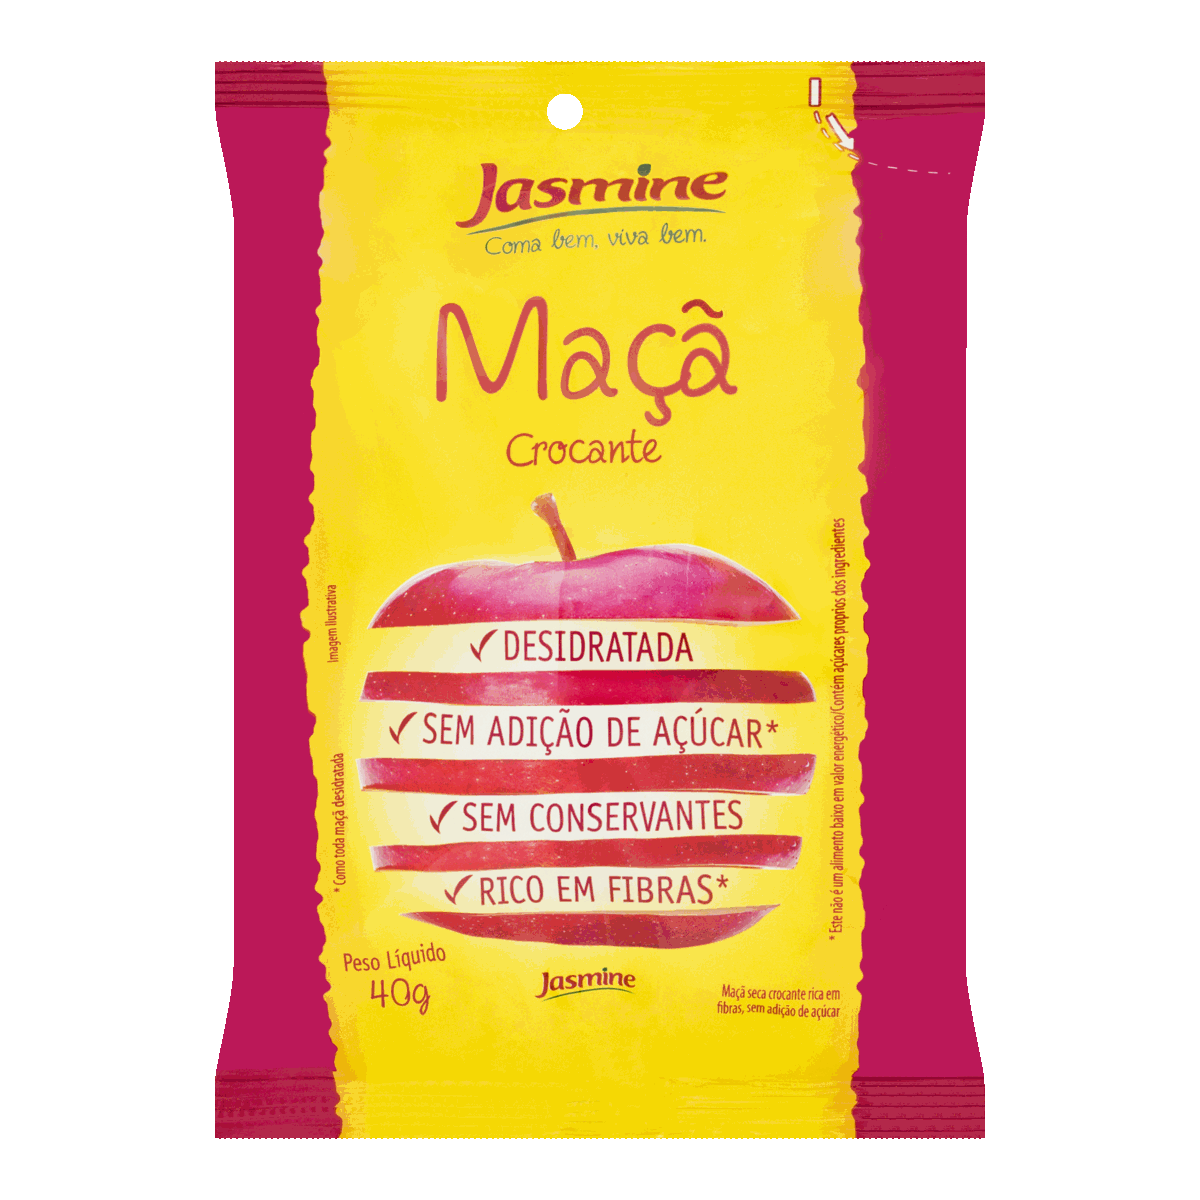 Jasmine
Coma bem, viva bem.
Maçã
Crocante
DESIDRATADA
SEM ADIÇÃO DE AÇÚCAR*
SEM CONSERVANTES
RICO EM FIBRAS*
Imagem Ilustrativa
* Como toda maçã desidratada
* Este não é um alimento baixo em valor energético/Contém açúcares próprios dos ingredientes
Peso Líquido
40g
Jasmine
Maçã seca crocante rica em
fibras, sem adição de açúcar